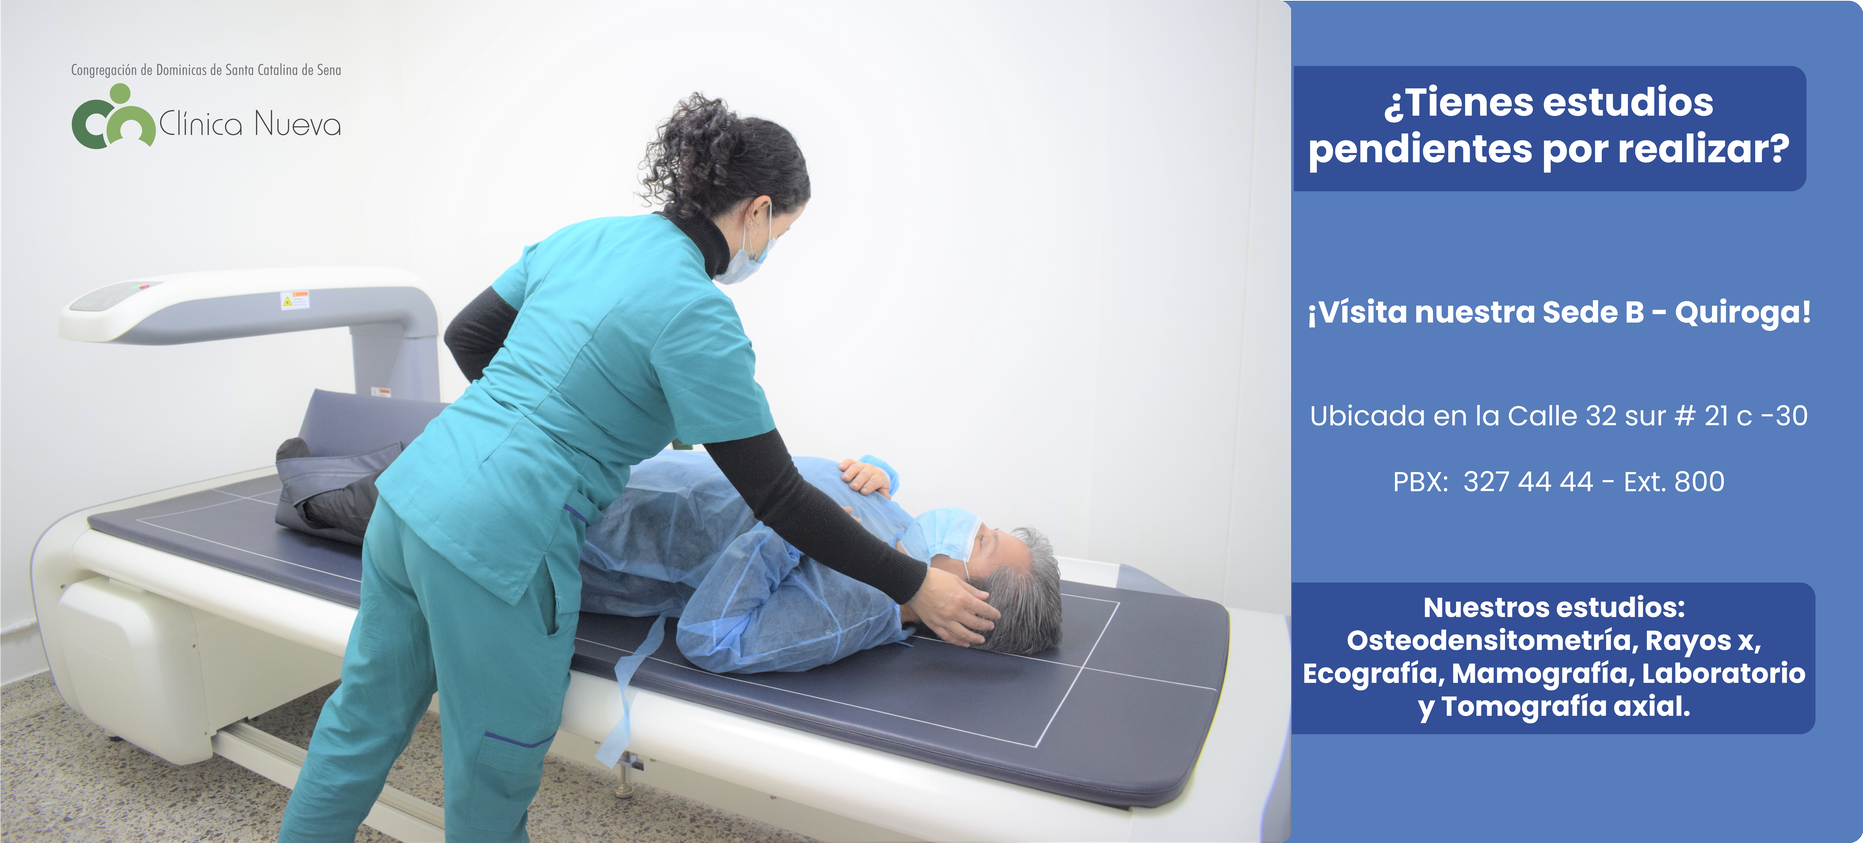 Congregación de Dominicas de Santa Catalina de Sena
Clínica Nueva
¿Tienes estudios
pendientes por realizar?
¡Vísita nuestra Sede B - Quiroga!
Ubicada en la Calle 32 sur # 21 c -30
PBX: 327 44 44 - Ext. 800
Nuestros estudios:
Osteodensitometría, Rayos x,
Ecografía, Mamografía, Laboratorio
y Tomografía axial.